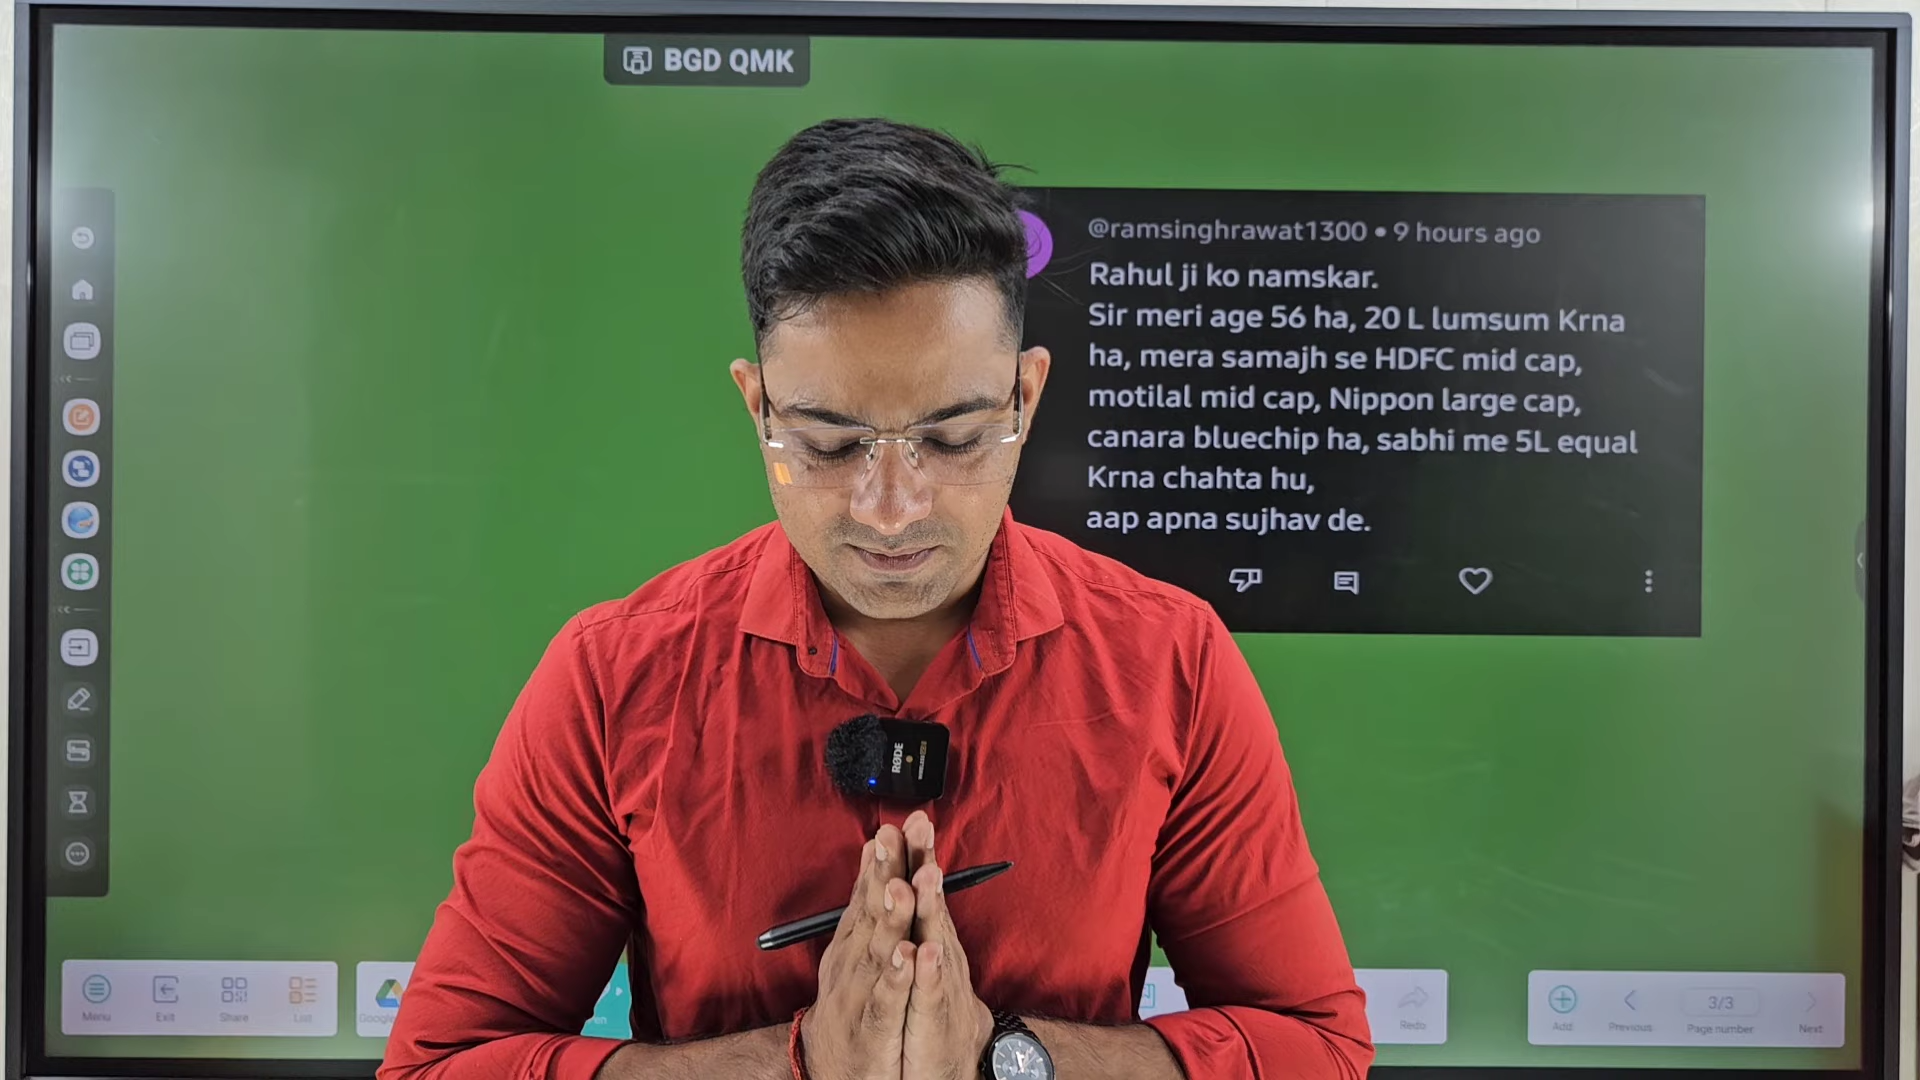 BGD QMK
@ramsinghrawat1300 • 9 hours ago
Rahul ji ko namskar.
Sir meri age 56 ha, 20 L lumsum Krna
ha, mera samajh se HDFC mid cap,
motilal mid cap, Nippon large cap,
canara bluechip ha, sabhi me 5L equal
Krna chahta hu,
aap apna sujhav de.
RØDE
Menu
Exit
Share
List
Google
Pen
Redo
Add
Previous
3/3
Page number
Next